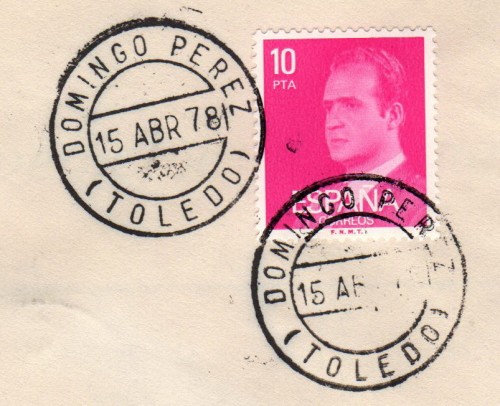 DOMINGO PEREZ
15 ABR 78
(TOLEDO)
10
PTA
ESPAÑA
CORREOS
F.N.M.T.
DOMINGO PEREZ
15 AB
(TOLEDO)